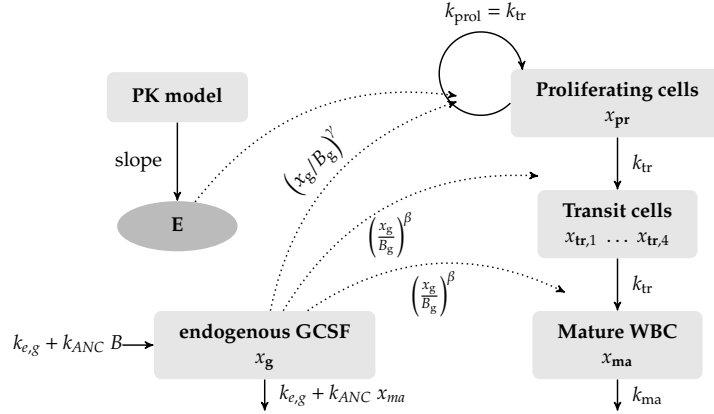 k_prol = k_tr
PK model
Proliferating cells
x_pr
slope
(x_g/B_g)^γ
k_tr
E
Transit cells
x_tr,1 … x_tr,4
(x_g/B_g)^β
k_tr
(x_g/B_g)^β
k_e,g + k_ANC B
endogenous GCSF
x_g
Mature WBC
x_ma
k_e,g + k_ANC x_ma
k_ma